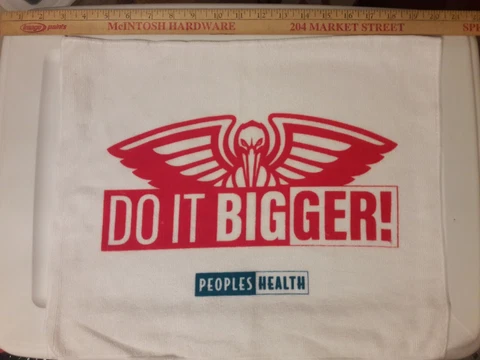 McINTOSH HARDWARE 204 MARKET STREET
DO IT BIGGER!
PEOPLES HEALTH